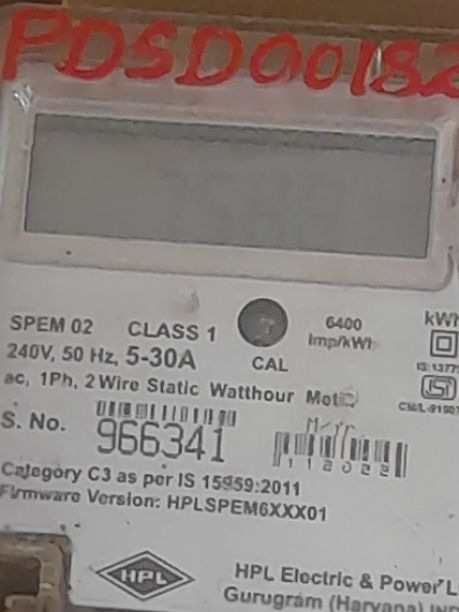 PDSD00182
SPEM 02 CLASS 1
6400
Imp/kWh
kWh
240V, 50 Hz, 5-30A
CAL
ac, 1Ph, 2 Wire Static Watthour
S. No. 966341
M-Yr
112022
Category C3 as per IS 15959:2011
Firmware Version: HPLSPEM6XXX01
HPL
HPL Electric & Power
Gurugram (Haryana)